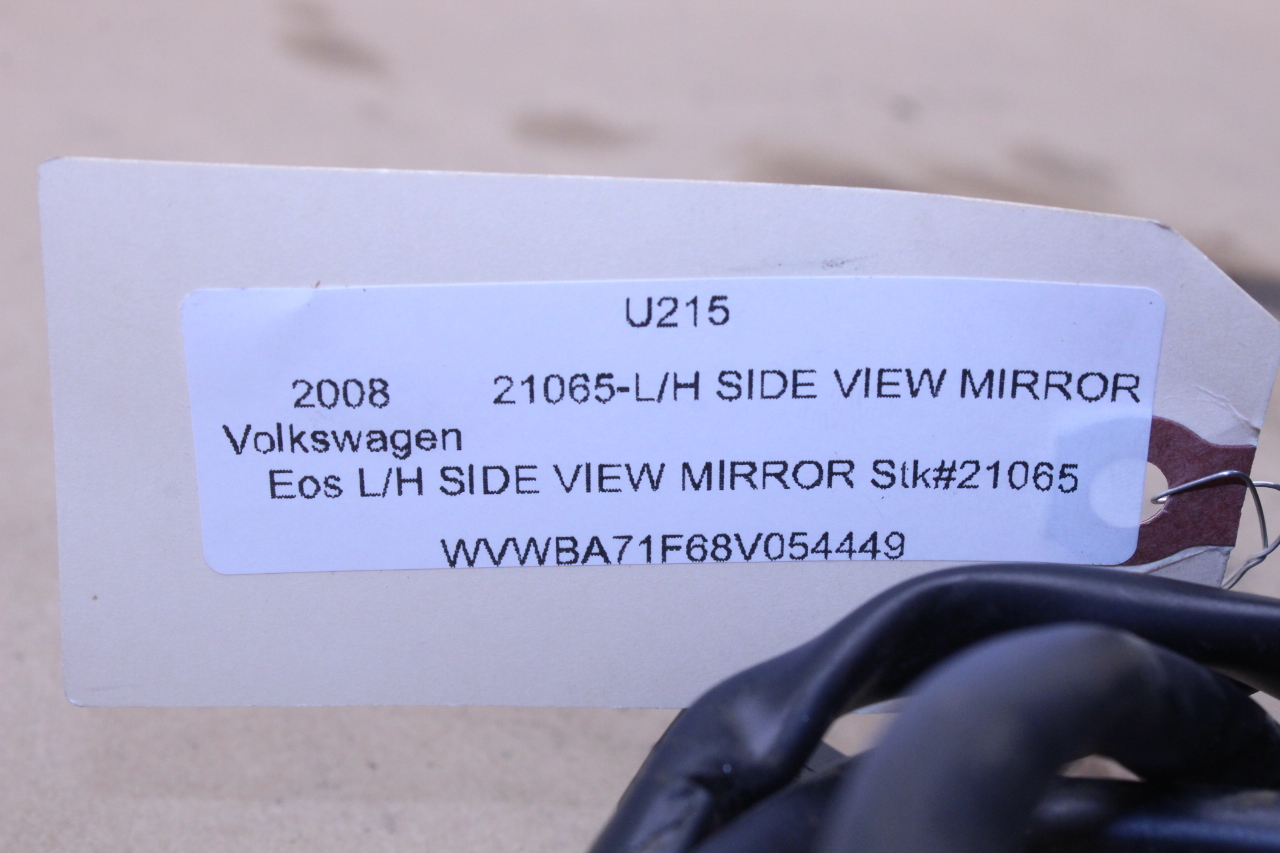 U215
2008 21065-L/H SIDE VIEW MIRROR
Volkswagen
Eos L/H SIDE VIEW MIRROR Stk#21065
WVWBA71F68V054449